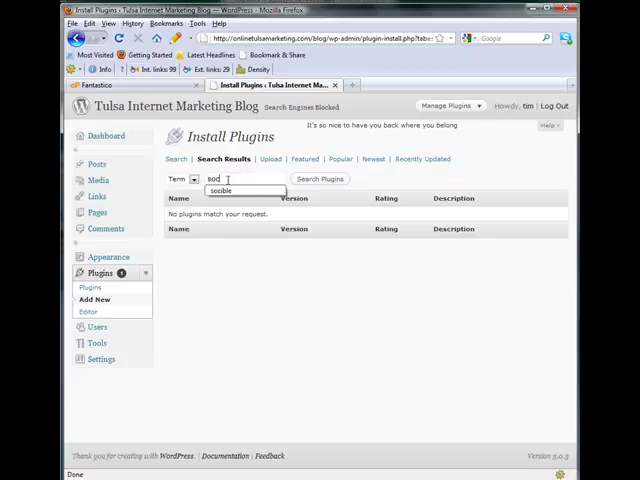 Install Plugins ‹ Tulsa Internet Marketing Blog — WordPress - Mozilla Firefox
File Edit View History Bookmarks Tools Help
http://onlinetulsamarketing.com/blog/wp-admin/plugin-install.php?tab=
Google
Most Visited Getting Started Latest Headlines Bookmark & Share
Info Int. links: 99 Ext. links: 29 Density
Fantastico Install Plugins ‹ Tulsa Internet Ma...
Tulsa Internet Marketing Blog Search Engines Blocked Manage Plugins Howdy, tim | Log Out
It's so nice to have you back where you belong Help
Install Plugins
Search | Search Results | Upload | Featured | Popular | Newest | Recently Updated
Term soc Search Plugins
socible
Name Version Rating Description
No plugins match your request.
Name Version Rating Description
Dashboard
Posts
Media
Links
Pages
Comments
Appearance
Plugins 1
Plugins
Add New
Editor
Users
Tools
Settings
Thank you for creating with WordPress. | Documentation | Feedback Version 3.0.3
Done